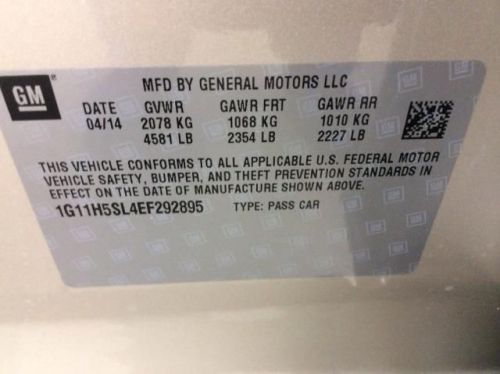 GM
MFD BY GENERAL MOTORS LLC
DATE GVWR GAWR FRT GAWR RR
04/14 2078 KG 1068 KG 1010 KG
4581 LB 2354 LB 2227 LB
THIS VEHICLE CONFORMS TO ALL APPLICABLE U.S. FEDERAL MOTOR
VEHICLE SAFETY, BUMPER, AND THEFT PREVENTION STANDARDS IN
EFFECT ON THE DATE OF MANUFACTURE SHOWN ABOVE.
1G11H5SL4EF292895 TYPE: PASS CAR